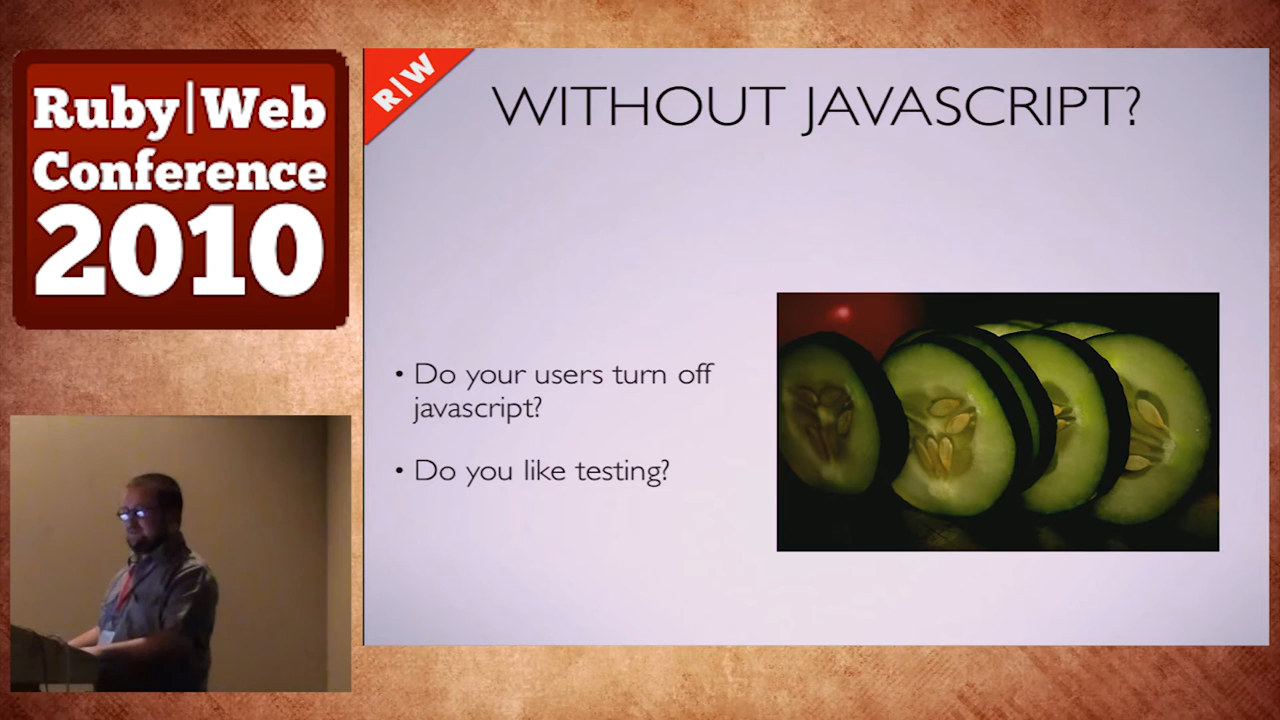 Ruby|Web
Conference
2010
R|W
WITHOUT JAVASCRIPT?
• Do your users turn off
javascript?
• Do you like testing?